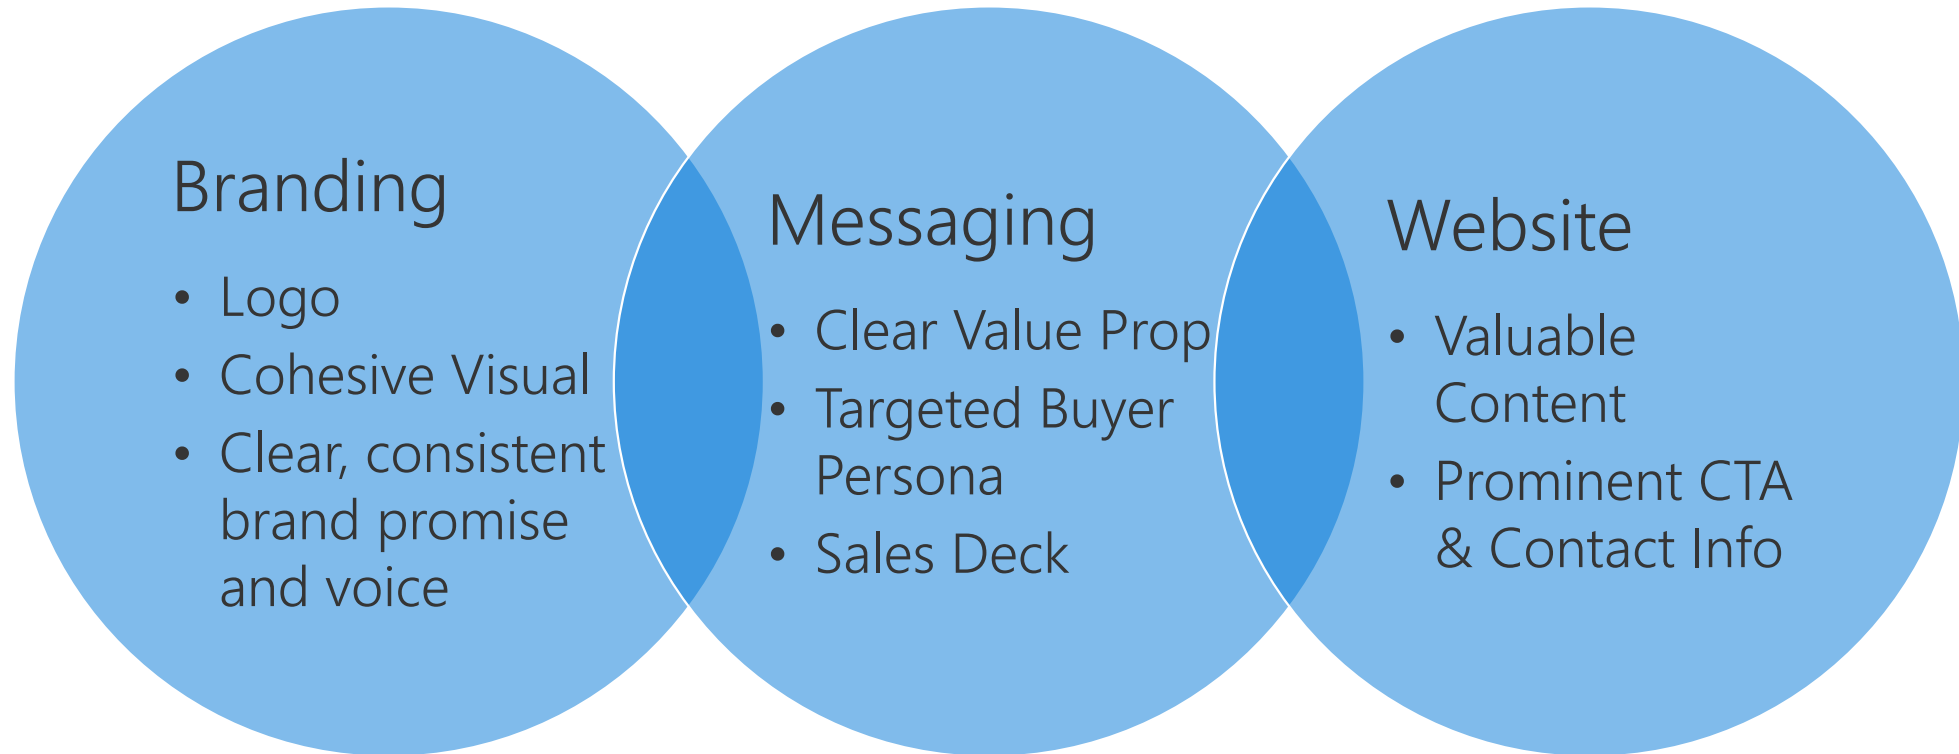 Branding
• Logo
• Cohesive Visual
• Clear, consistent
brand promise
and voice
Messaging
• Clear Value Prop
• Targeted Buyer
Persona
• Sales Deck
Website
• Valuable
Content
• Prominent CTA
& Contact Info